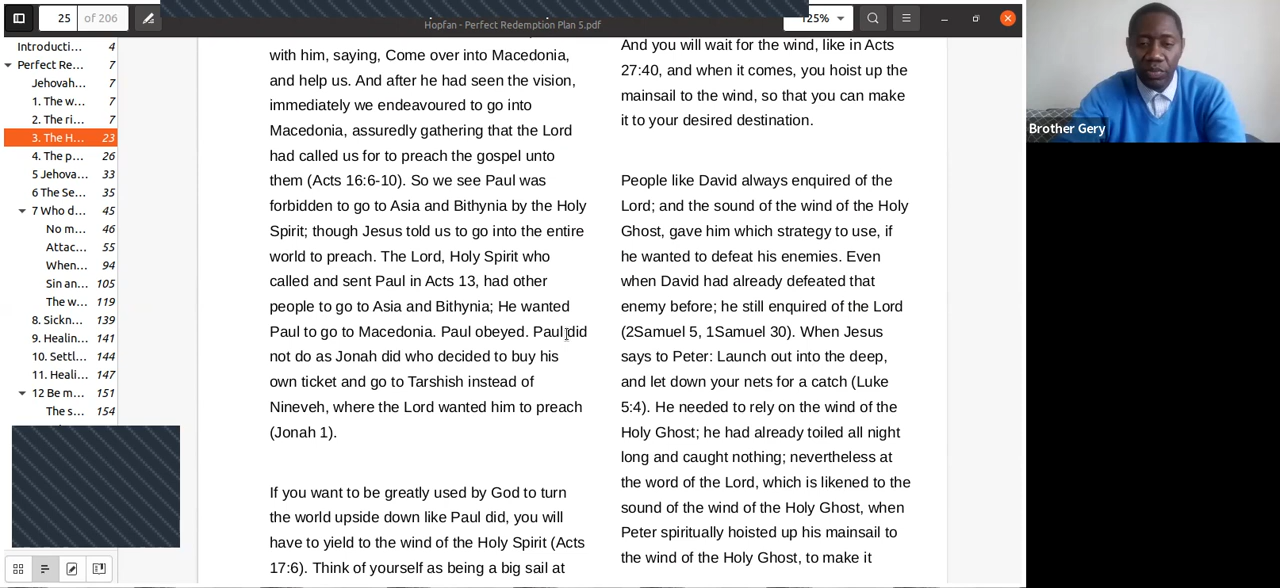 25
of 206
Hopfan - Perfect Redemption Plan 5.pdf
125%
Introducti... 4
Perfect Re... 7
Jehovah... 7
1. The w... 7
2. The ri... 7
3. The H... 23
4. The p... 26
5 Jehova... 33
6 The Se... 35
7 Who d... 45
No m... 46
Attac... 55
When... 94
Sin an... 105
The w... 119
8. Sickn... 139
9. Healin... 141
10. Settl... 144
11. Heali... 147
12 Be m... 151
The s... 154
with him, saying, Come over into Macedonia,
and help us. And after he had seen the vision,
immediately we endeavoured to go into
Macedonia, assuredly gathering that the Lord
had called us for to preach the gospel unto
them (Acts 16:6-10). So we see Paul was
forbidden to go to Asia and Bithynia by the Holy
Spirit; though Jesus told us to go into the entire
world to preach. The Lord, Holy Spirit who
called and sent Paul in Acts 13, had other
people to go to Asia and Bithynia; He wanted
Paul to go to Macedonia. Paul obeyed. Paul did
not do as Jonah did who decided to buy his
own ticket and go to Tarshish instead of
Nineveh, where the Lord wanted him to preach
(Jonah 1).
If you want to be greatly used by God to turn
the world upside down like Paul did, you will
have to yield to the wind of the Holy Spirit (Acts
17:6). Think of yourself as being a big sail at
And you will wait for the wind, like in Acts
27:40, and when it comes, you hoist up the
mainsail to the wind, so that you can make
it to your desired destination.
People like David always enquired of the
Lord; and the sound of the wind of the Holy
Ghost, gave him which strategy to use, if
he wanted to defeat his enemies. Even
when David had already defeated that
enemy before; he still enquired of the Lord
(2Samuel 5, 1Samuel 30). When Jesus
says to Peter: Launch out into the deep,
and let down your nets for a catch (Luke
5:4). He needed to rely on the wind of the
Holy Ghost; he had already toiled all night
long and caught nothing; nevertheless at
the word of the Lord, which is likened to the
sound of the wind of the Holy Ghost, when
Peter spiritually hoisted up his mainsail to
the wind of the Holy Ghost, to make it
Brother Gery